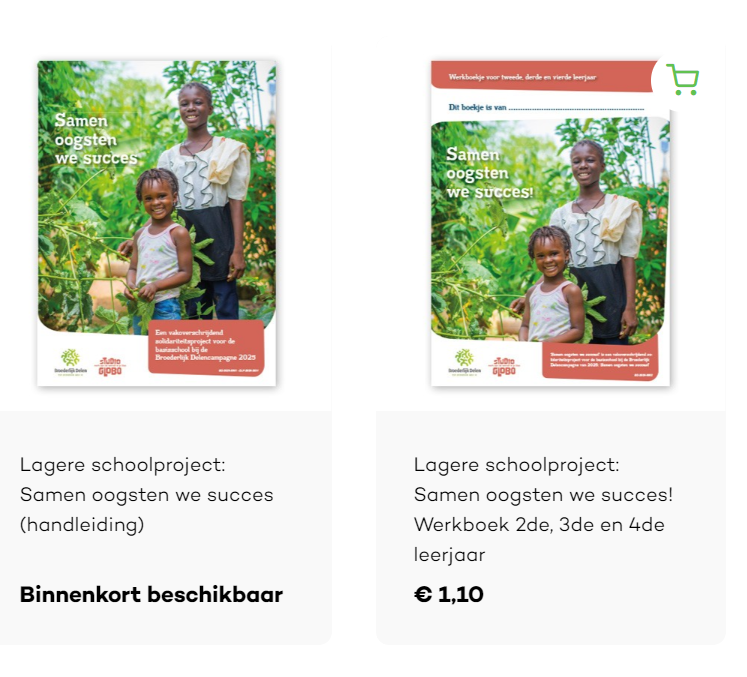 Samen
oogsten
we succes
Een vakoverschrijdend
solidariteitsproject voor de
basisschool bij de
Broederlijk Delencampagne 2025
Broederlijk Delen
STUDIO
GLOBO
Lagere schoolproject:
Samen oogsten we succes
(handleiding)
Binnenkort beschikbaar
Werkboekje voor tweede, derde en vierde leerjaar
Dit boekje is van
Samen
oogsten
we succes!
Broederlijk Delen
STUDIO
GLOBO
Lagere schoolproject:
Samen oogsten we succes!
Werkboek 2de, 3de en 4de
leerjaar
€ 1,10